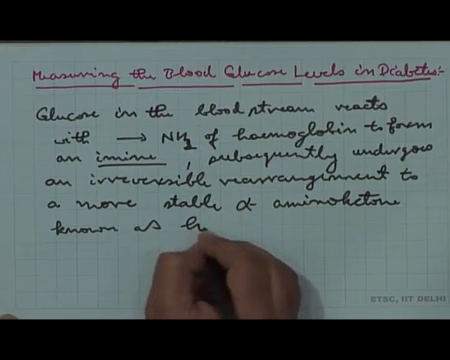 Measuring the Blood Glucose Levels in Diabetes:-
Glucose in the blood stream reacts
with → NH2 of haemoglobin to form
an imine, subsequently undergoes
an irreversible rearrangement to
a more stable α aminoketone
known as h
ETSC, IIT DELHI